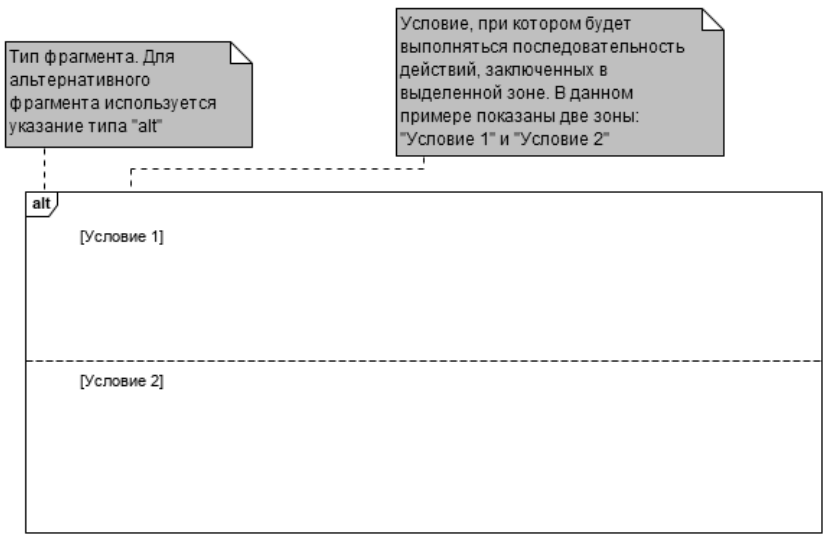 Тип фрагмента. Для
альтернативного
фрагмента используется
указание типа "alt"
Условие, при котором будет
выполняться последовательность
действий, заключенных в
выделенной зоне. В данном
примере показаны две зоны:
"Условие 1" и "Условие 2"
alt
[Условие 1]
[Условие 2]